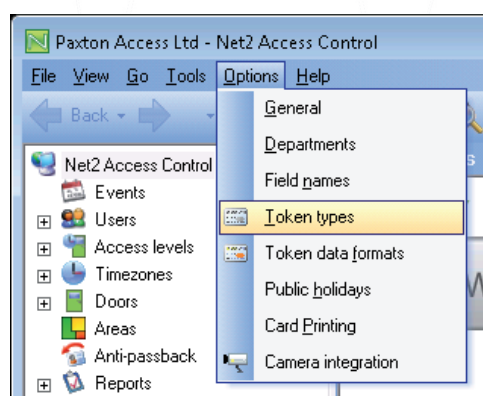 Paxton Access Ltd - Net2 Access Control
File View Go Tools Options Help
Back
General
Departments
Field names
Token types
Token data formats
Public holidays
Card Printing
Camera integration
Net2 Access Control
Events
Users
Access levels
Timezones
Doors
Areas
Anti-passback
Reports